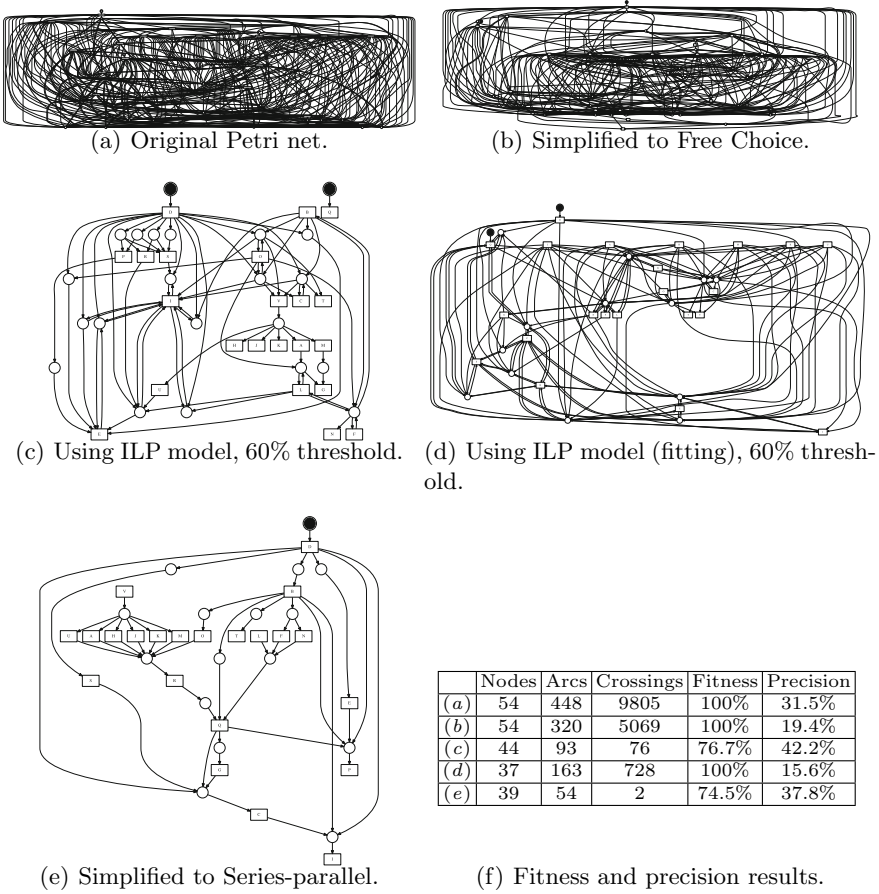 (a) Original Petri net.
(b) Simplified to Free Choice.
(c) Using ILP model, 60% threshold.
(d) Using ILP model (fitting), 60% thresh-
old.
(e) Simplified to Series-parallel.
Nodes Arcs Crossings Fitness Precision
(a) 54 448 9805 100% 31.5%
(b) 54 320 5069 100% 19.4%
(c) 44 93 76 76.7% 42.2%
(d) 37 163 728 100% 15.6%
(e) 39 54 2 74.5% 37.8%
(f) Fitness and precision results.